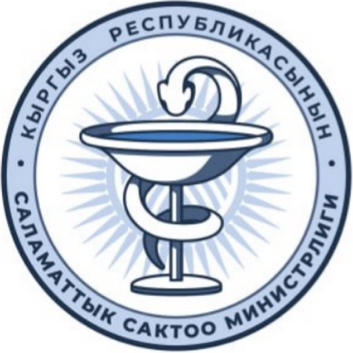 КЫРГЫЗ РЕСПУБЛИКАСЫНЫН
САЛАМАТТЫК САКТОО МИНИСТРЛИГИ